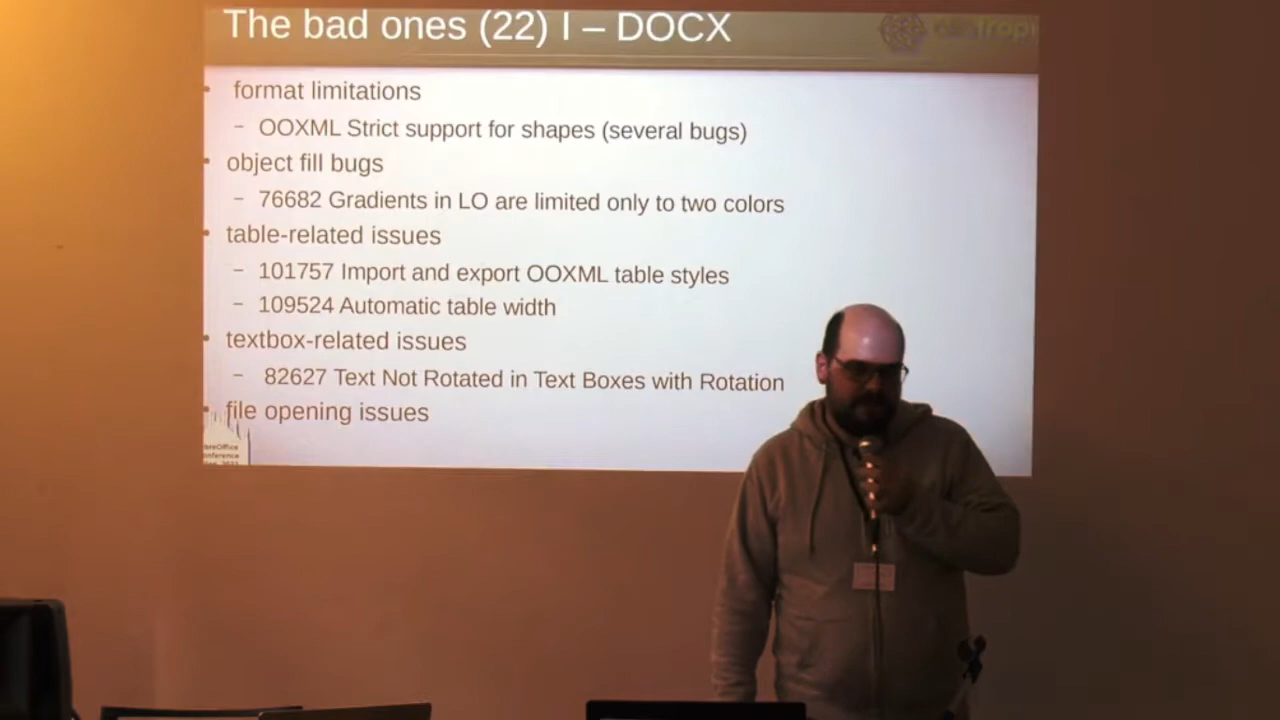 The bad ones (22) I – DOCX
format limitations
– OOXML Strict support for shapes (several bugs)
object fill bugs
– 76682 Gradients in LO are limited only to two colors
table-related issues
– 101757 Import and export OOXML table styles
– 109524 Automatic table width
textbox-related issues
– 82627 Text Not Rotated in Text Boxes with Rotation
file opening issues
breOffice
onference